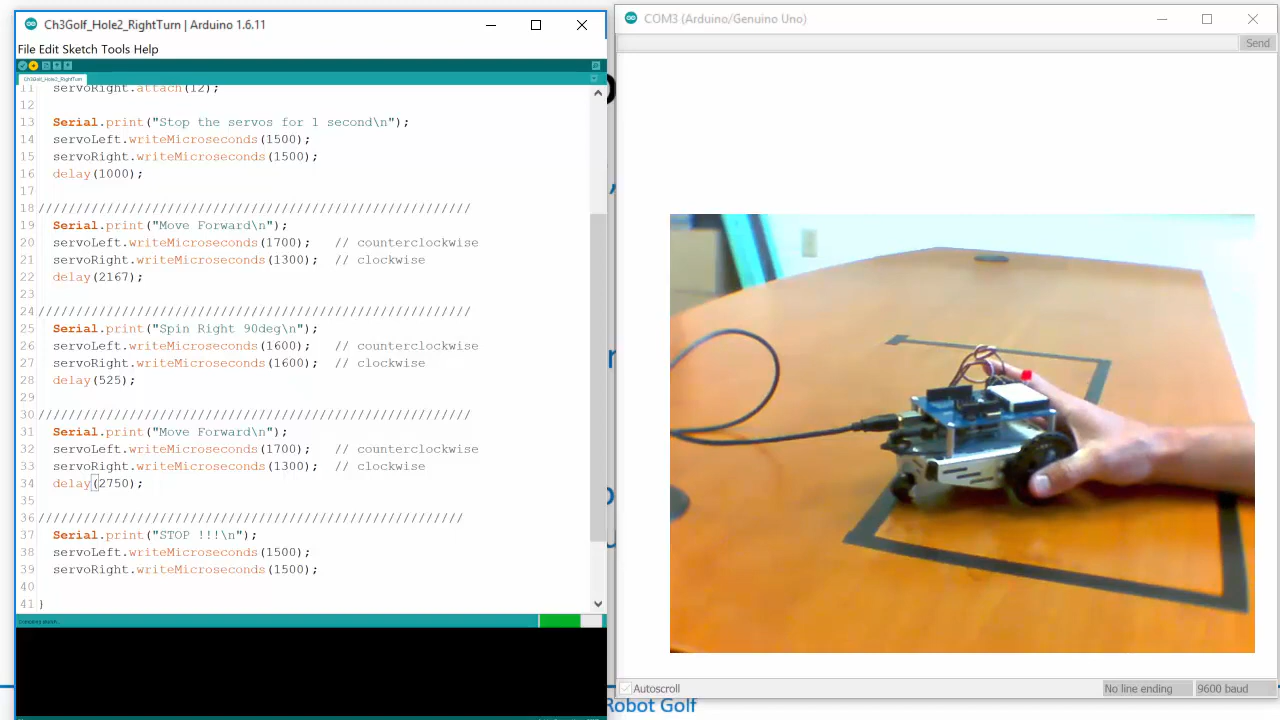 Ch3Golf_Hole2_RightTurn | Arduino 1.6.11
File Edit Sketch Tools Help
Ch3Golf_Hole2_RightTurn
11 servoRight.attach(12);
12
13 Serial.print("Stop the servos for 1 second\n");
14 servoLeft.writeMicroseconds(1500);
15 servoRight.writeMicroseconds(1500);
16 delay(1000);
17
18 /////////////////////////////////////////////////////////
19 Serial.print("Move Forward\n");
20 servoLeft.writeMicroseconds(1700); // counterclockwise
21 servoRight.writeMicroseconds(1300); // clockwise
22 delay(2167);
23
24 /////////////////////////////////////////////////////////
25 Serial.print("Spin Right 90deg\n");
26 servoLeft.writeMicroseconds(1600); // counterclockwise
27 servoRight.writeMicroseconds(1600); // clockwise
28 delay(525);
29
30 /////////////////////////////////////////////////////////
31 Serial.print("Move Forward\n");
32 servoLeft.writeMicroseconds(1700); // counterclockwise
33 servoRight.writeMicroseconds(1300); // clockwise
34 delay(2750);
35
36 ////////////////////////////////////////////////////////
37 Serial.print("STOP !!!\n");
38 servoLeft.writeMicroseconds(1500);
39 servoRight.writeMicroseconds(1500);
40
41 }
Compiling sketch...
COM3 (Arduino/Genuino Uno)
Send
Autoscroll
No line ending
9600 baud
Robot Golf